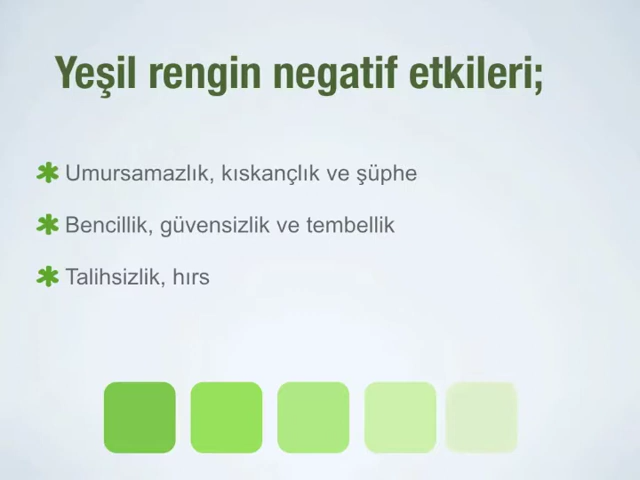 Yeşil rengin negatif etkileri;
Umursamazlık, kıskançlık ve şüphe
Bencillik, güvensizlik ve tembellik
Talihsizlik, hırs